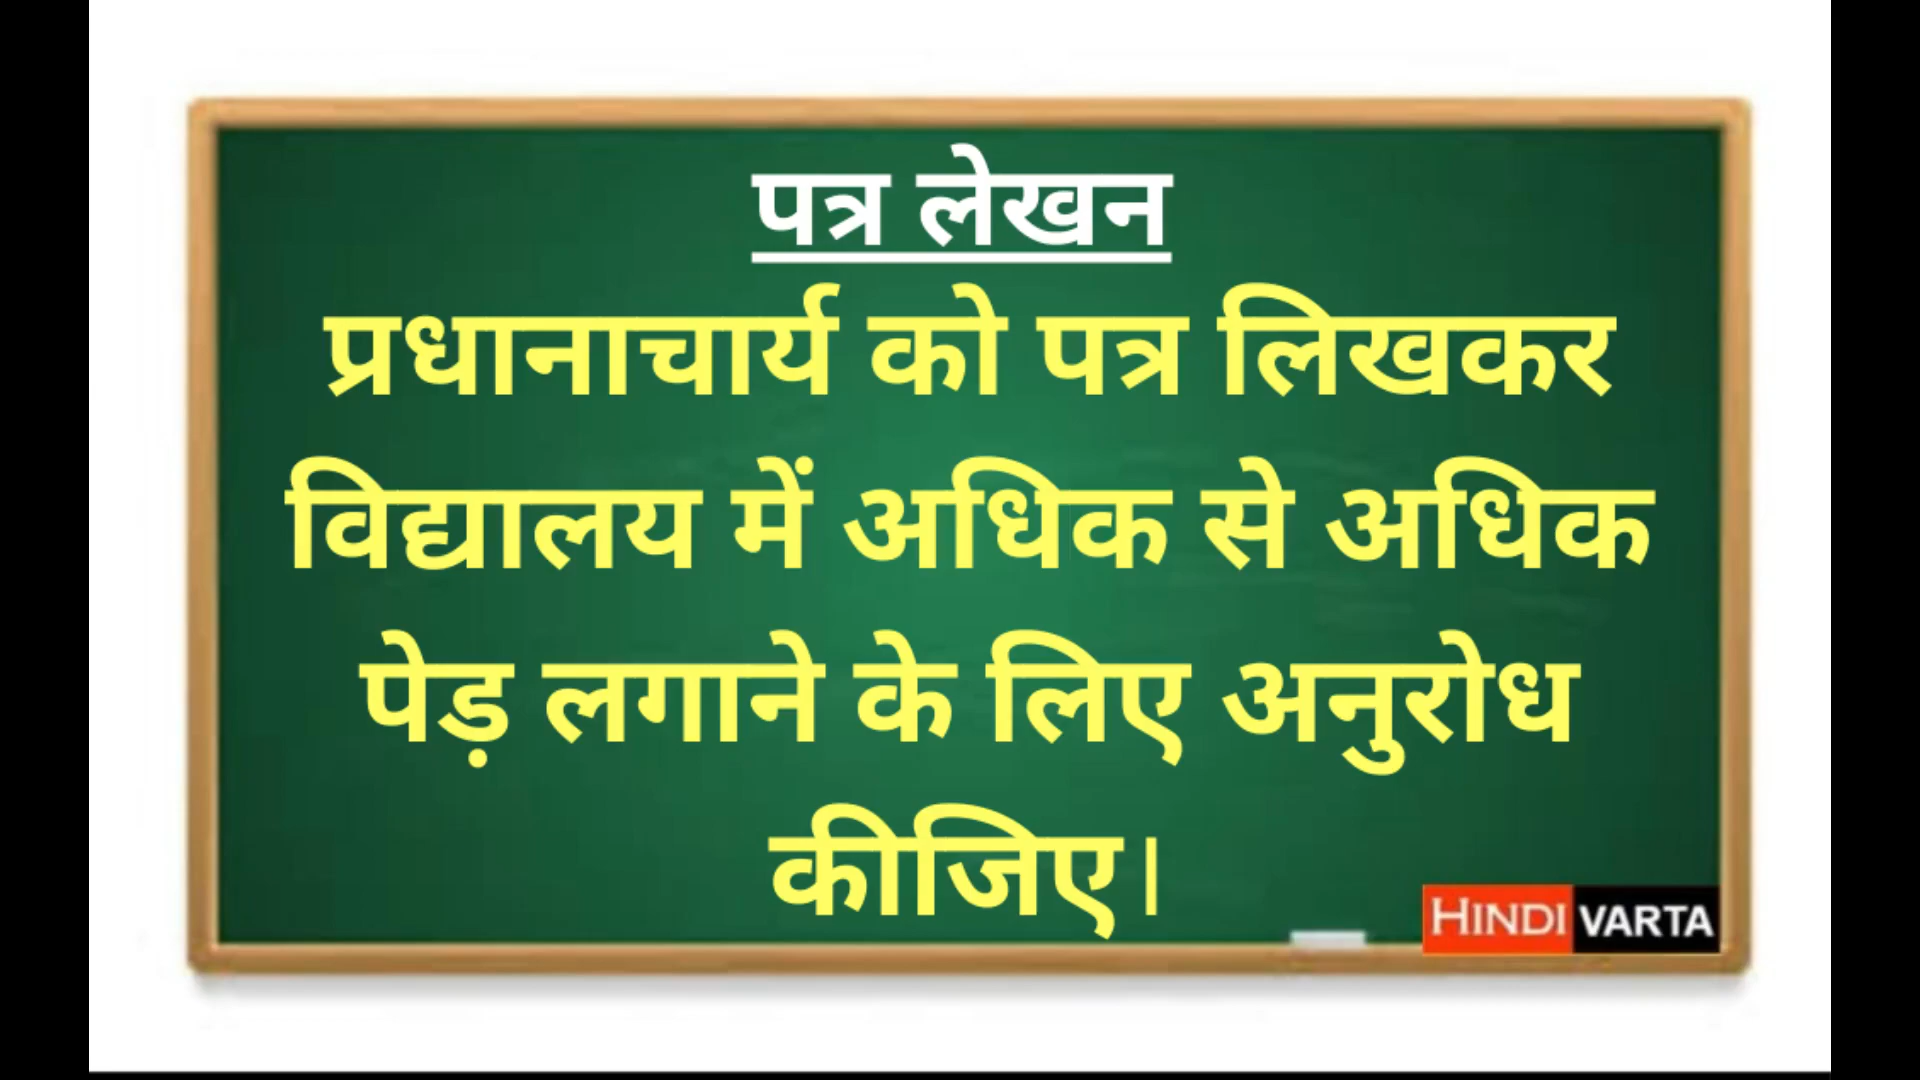 पत्र लेखन
प्रधानाचार्य को पत्र लिखकर
विद्यालय में अधिक से अधिक
पेड़ लगाने के लिए अनुरोध
कीजिए।
HINDI VARTA